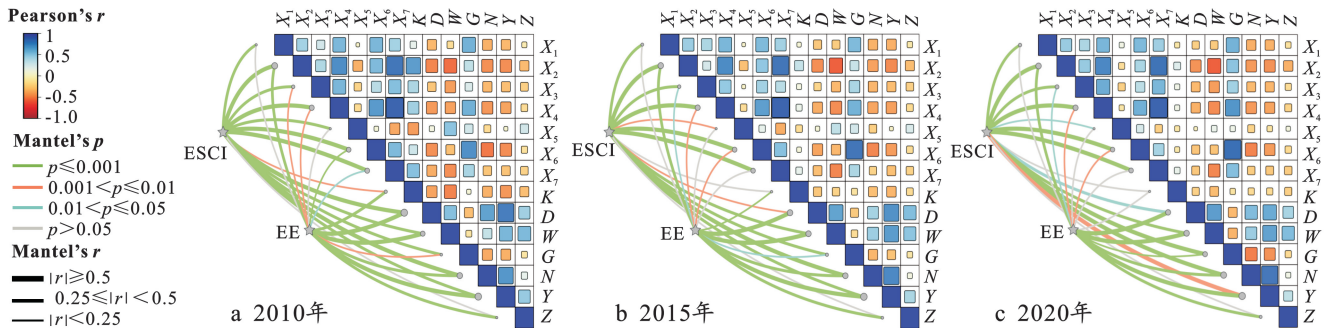 Pearson's r
1
0.5
0
-0.5
-1.0
Mantel's p
p≤0.001
0.001<p≤0.01
0.01<p≤0.05
p>0.05
Mantel's r
|r|≥0.5
0.25≤|r|<0.5
|r|<0.25
X₁ X₂ X₃ X₄ X₅ X₆ X₇ K D W G N Y Z
X₁
X₂
X₃
X₄
X₅
X₆
X₇
K
D
W
G
N
Y
Z
ESCI
EE
a 2010年
X₁ X₂ X₃ X₄ X₅ X₆ X₇ K D W G N Y Z
X₁
X₂
X₃
X₄
X₅
X₆
X₇
K
D
W
G
N
Y
Z
ESCI
EE
b 2015年
X₁ X₂ X₃ X₄ X₅ X₆ X₇ K D W G N Y Z
X₁
X₂
X₃
X₄
X₅
X₆
X₇
K
D
W
G
N
Y
Z
ESCI
EE
c 2020年